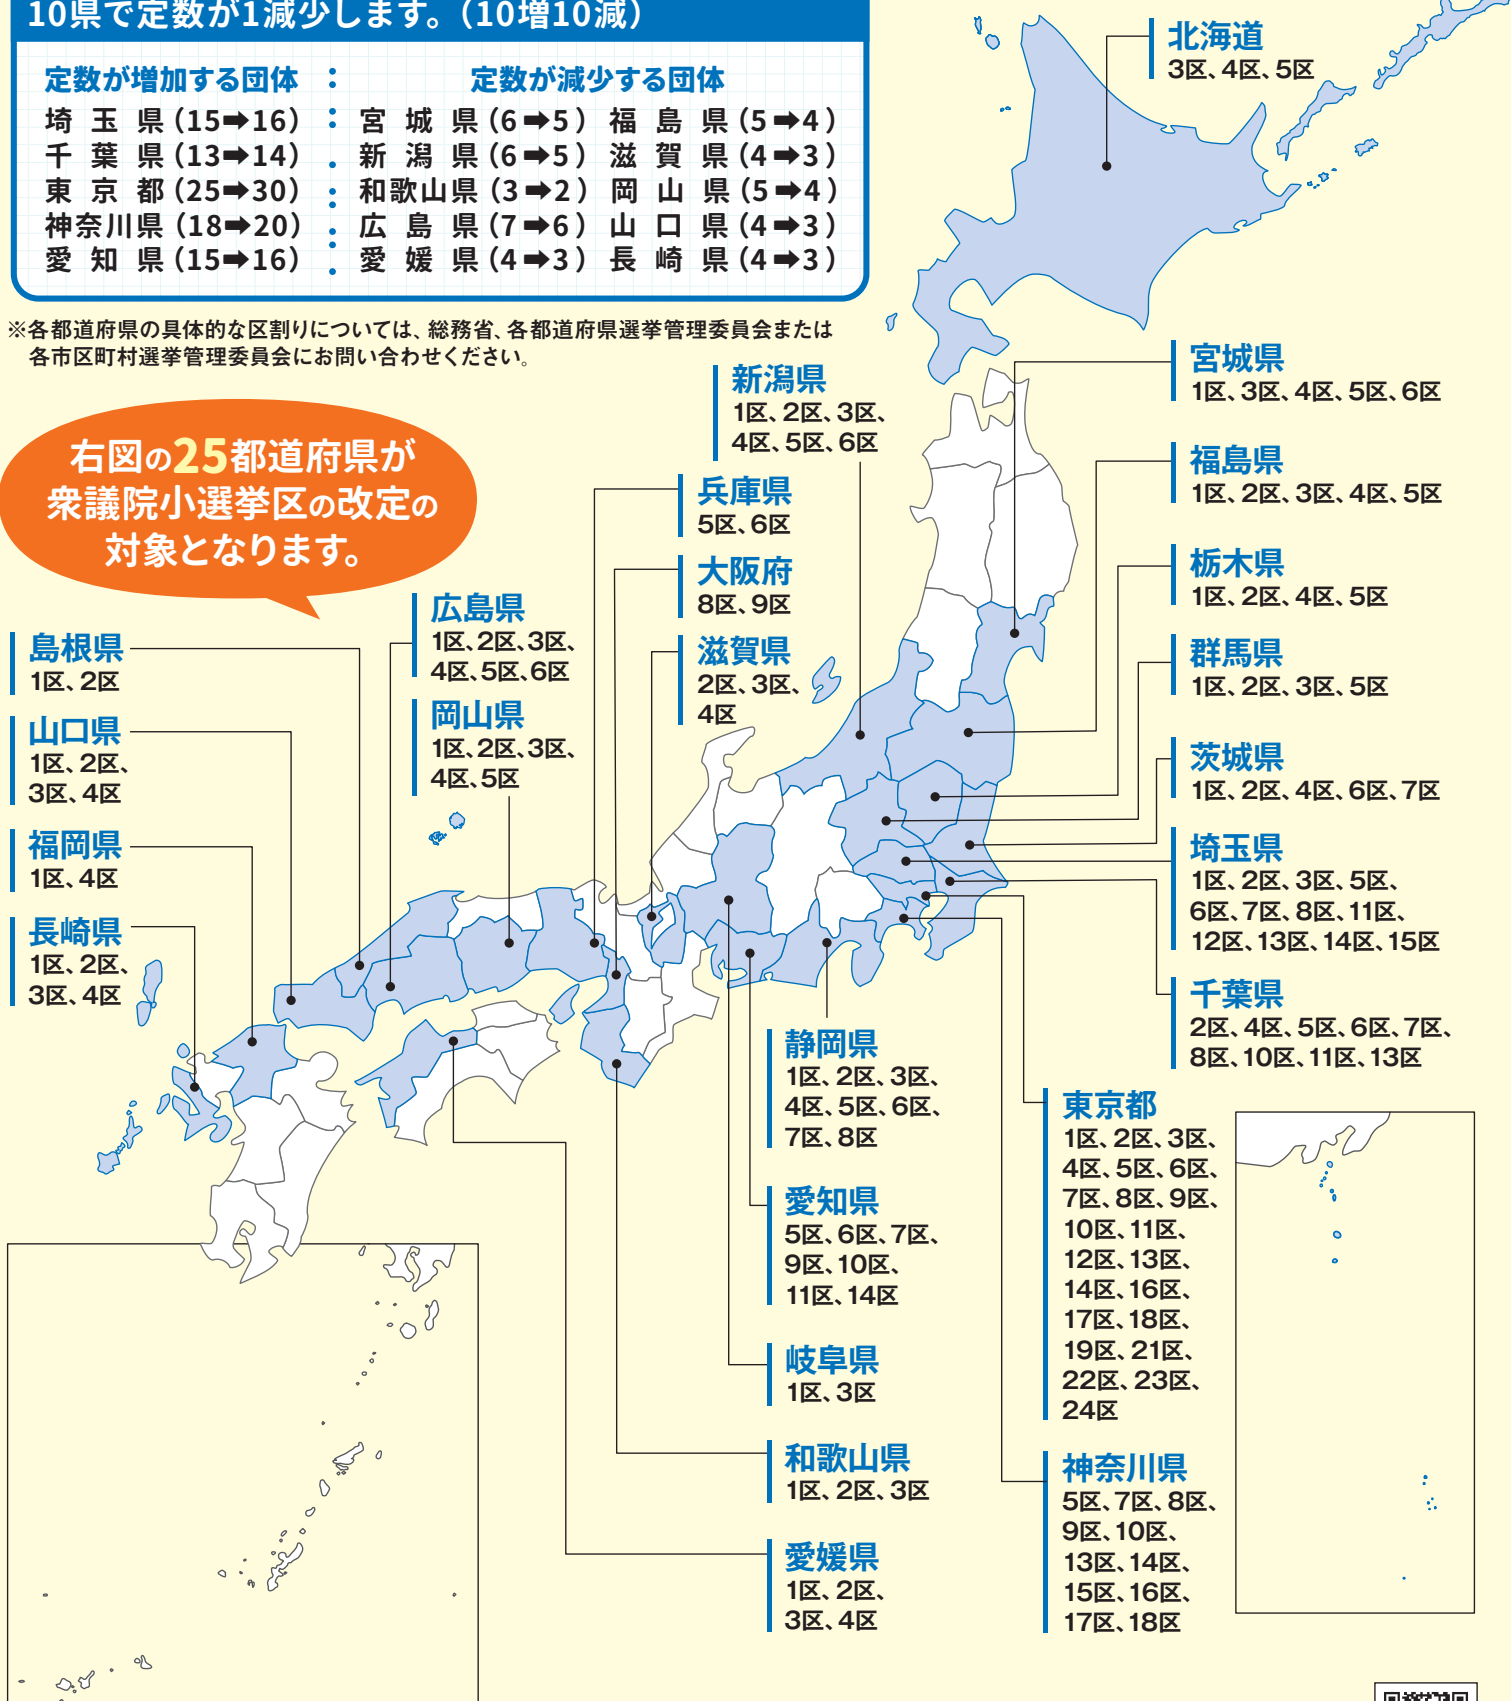 10県で定数が1減少します。（10増10減）
定数が増加する団体
埼玉県（15➡16）
千葉県（13➡14）
東京都（25➡30）
神奈川県（18➡20）
愛知県（15➡16）
定数が減少する団体
宮城県（6➡5） 福島県（5➡4）
新潟県（6➡5） 滋賀県（4➡3）
和歌山県（3➡2） 岡山県（5➡4）
広島県（7➡6） 山口県（4➡3）
愛媛県（4➡3） 長崎県（4➡3）
※各都道府県の具体的な区割りについては、総務省、各都道府県選挙管理委員会または
各市区町村選挙管理委員会にお問い合わせください。
右図の25都道府県が
衆議院小選挙区の改定の
対象となります。
北海道
3区、4区、5区
宮城県
1区、3区、4区、5区、6区
福島県
1区、2区、3区、4区、5区
栃木県
1区、2区、4区、5区
群馬県
1区、2区、3区、5区
茨城県
1区、2区、4区、6区、7区
埼玉県
1区、2区、3区、5区、
6区、7区、8区、11区、
12区、13区、14区、15区
千葉県
2区、4区、5区、6区、7区、
8区、10区、11区、13区
東京都
1区、2区、3区、
4区、5区、6区、
7区、8区、9区、
10区、11区、
12区、13区、
14区、16区、
17区、18区、
19区、21区、
22区、23区、
24区
神奈川県
5区、7区、8区、
9区、10区、
13区、14区、
15区、16区、
17区、18区
新潟県
1区、2区、3区、
4区、5区、6区
兵庫県
5区、6区
大阪府
8区、9区
滋賀県
2区、3区、
4区
広島県
1区、2区、3区、
4区、5区、6区
岡山県
1区、2区、3区、
4区、5区
島根県
1区、2区
山口県
1区、2区、
3区、4区
福岡県
1区、4区
長崎県
1区、2区、
3区、4区
静岡県
1区、2区、3区、
4区、5区、6区、
7区、8区
愛知県
5区、6区、7区、
9区、10区、
11区、14区
岐阜県
1区、3区
和歌山県
1区、2区、3区
愛媛県
1区、2区、
3区、4区